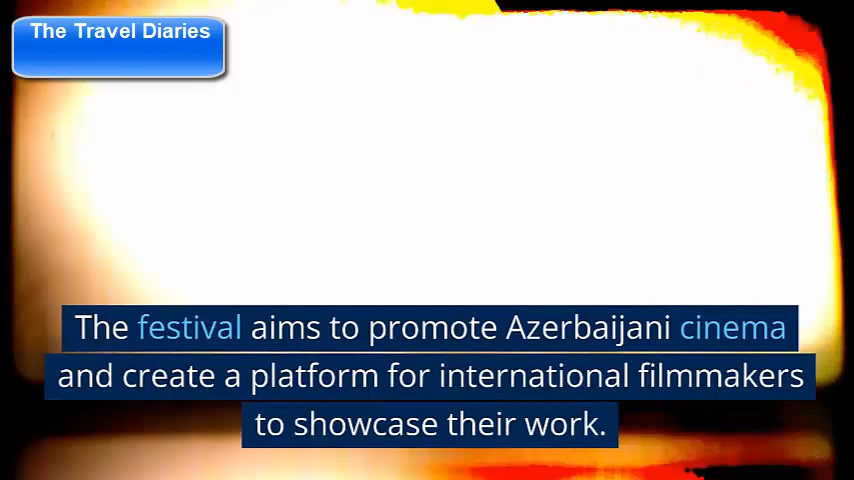 The Travel Diaries
The festival aims to promote Azerbaijani cinema
and create a platform for international filmmakers
to showcase their work.